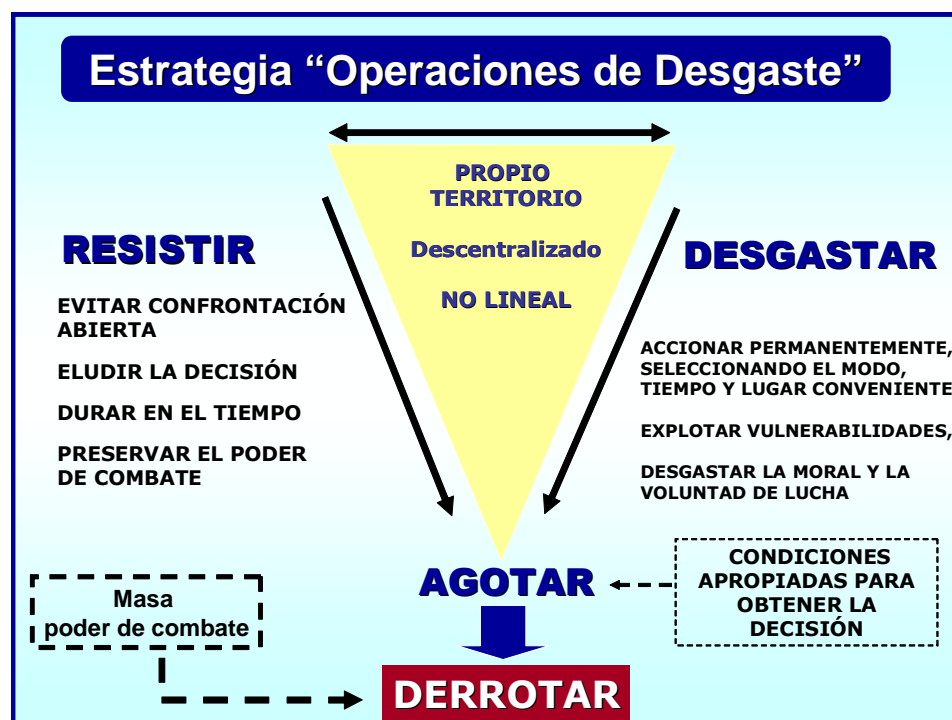 Estrategia “Operaciones de Desgaste”
PROPIO
TERRITORIO
Descentralizado
NO LINEAL
RESISTIR
EVITAR CONFRONTACIÓN
ABIERTA
ELUDIR LA DECISIÓN
DURAR EN EL TIEMPO
PRESERVAR EL PODER
DE COMBATE
DESGASTAR
ACCIONAR PERMANENTEMENTE,
SELECCIONANDO EL MODO,
TIEMPO Y LUGAR CONVENIENTE
EXPLOTAR VULNERABILIDADES,
DESGASTAR LA MORAL Y LA
VOLUNTAD DE LUCHA
AGOTAR
CONDICIONES
APROPIADAS PARA
OBTENER LA
DECISIÓN
Masa
poder de combate
DERROTAR